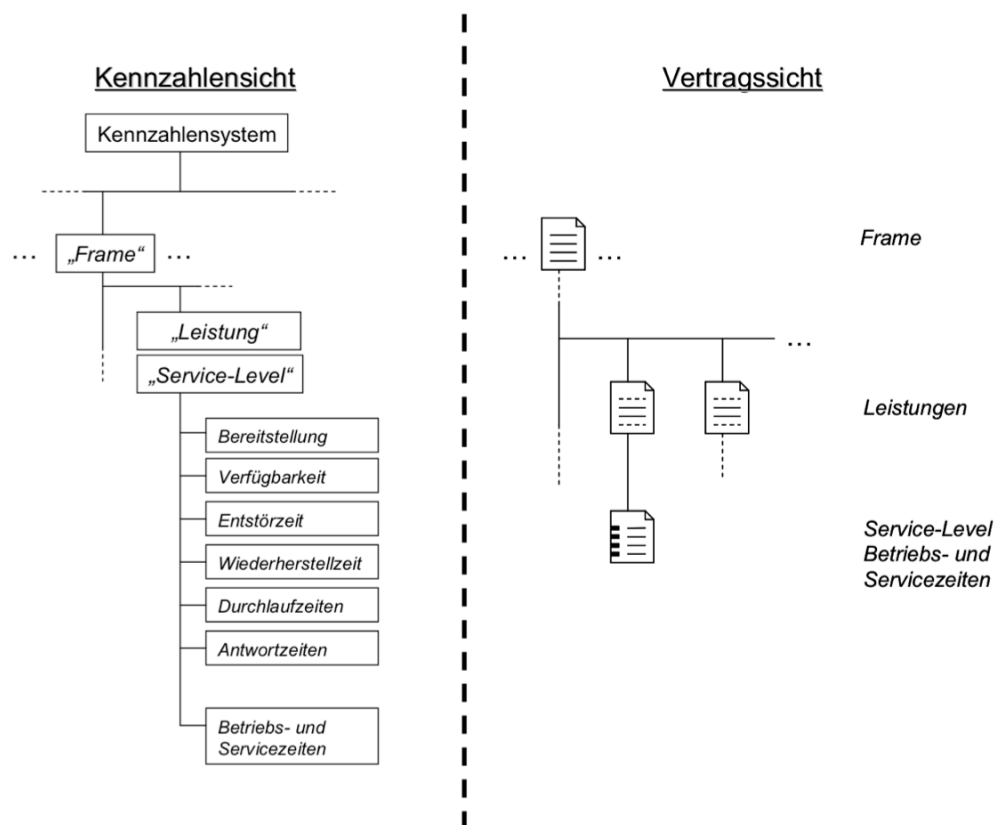 Kennzahlensicht
Kennzahlensystem
... „Frame“ ...
„Leistung“
„Service-Level“
Bereitstellung
Verfügbarkeit
Entstörzeit
Wiederherstellzeit
Durchlaufzeiten
Antwortzeiten
Betriebs- und
Servicezeiten
Vertragssicht
... ...
Frame
...
Leistungen
Service-Level
Betriebs- und
Servicezeiten